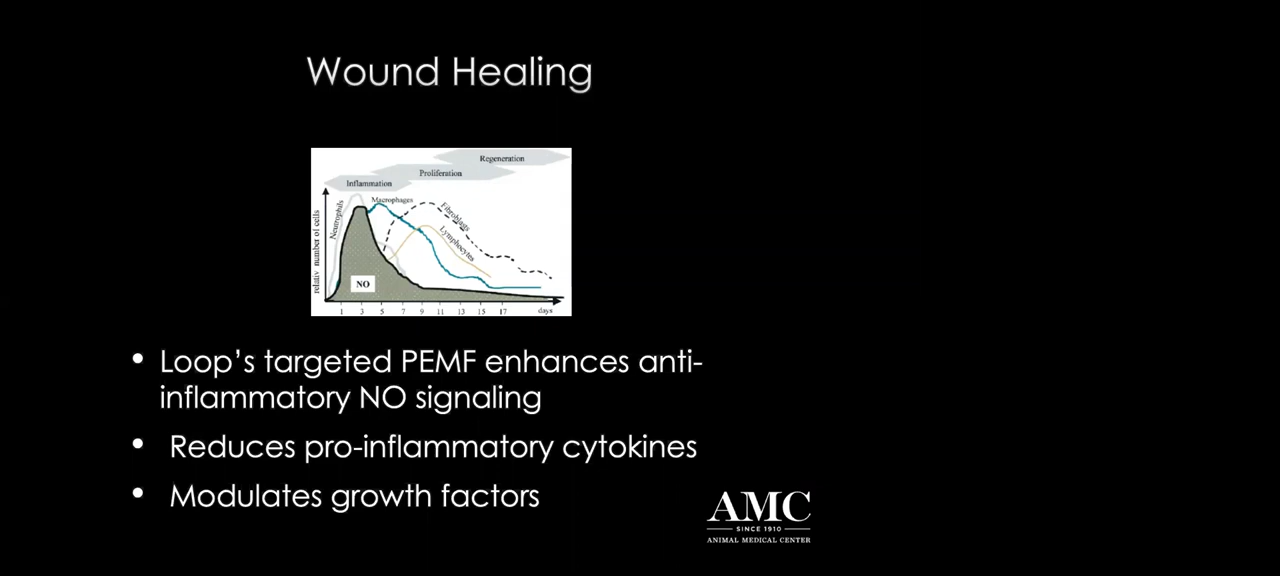 Wound Healing
Regeneration
Proliferation
Inflammation
Macrophages
Neutrophils
Fibroblasts
Lymphocytes
relativ number of cells
NO
1 3 5 7 9 11 13 15 17 days
• Loop's targeted PEMF enhances anti-
inflammatory NO signaling
• Reduces pro-inflammatory cytokines
• Modulates growth factors
AMC
SINCE 1910
ANIMAL MEDICAL CENTER